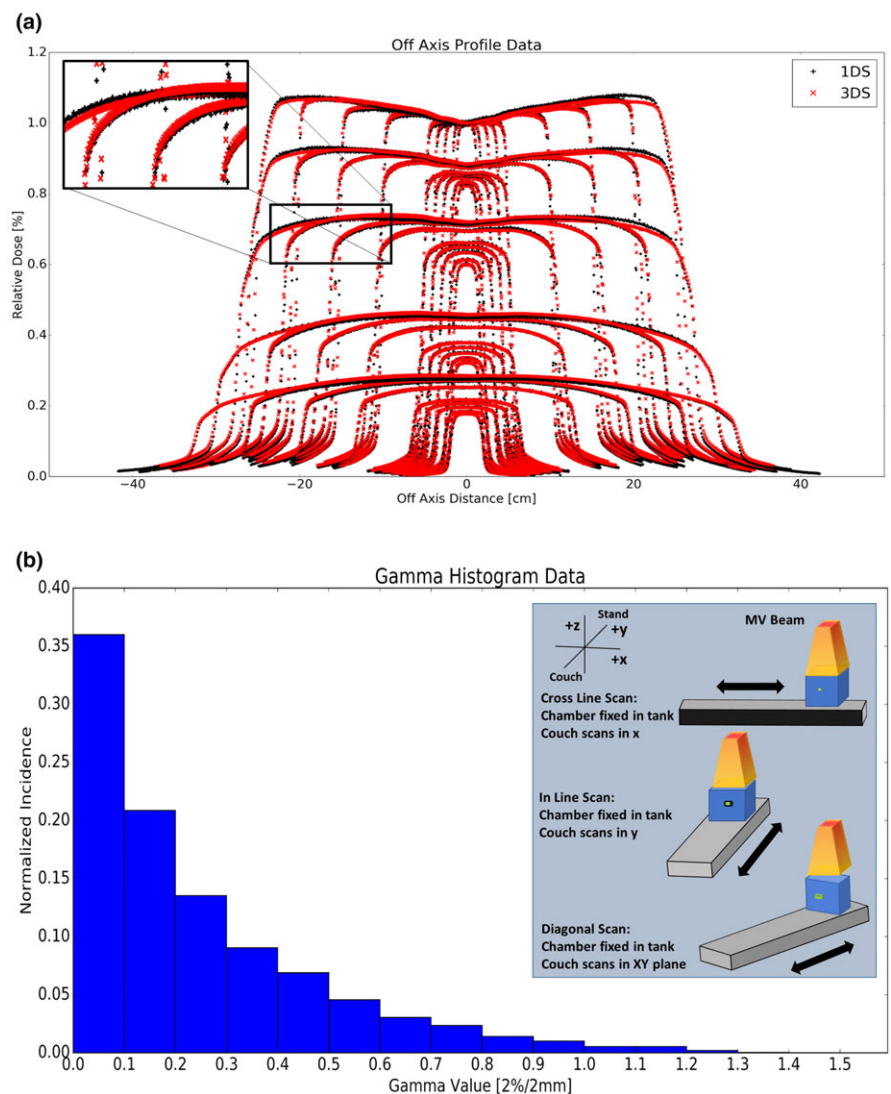 (a)
Off Axis Profile Data
1DS
3DS
Relative Dose [%]
1.2
1.0
0.8
0.6
0.4
0.2
0.0
−40
−20
0
20
40
Off Axis Distance [cm]
(b)
Gamma Histogram Data
Normalized Incidence
0.40
0.35
0.30
0.25
0.20
0.15
0.10
0.05
0.00
0.0 0.1 0.2 0.3 0.4 0.5 0.6 0.7 0.8 0.9 1.0 1.1 1.2 1.3 1.4 1.5
Gamma Value [2%/2mm]
Stand
+z
+y
+x
Couch
MV Beam
Cross Line Scan:
Chamber fixed in tank
Couch scans in x
In Line Scan:
Chamber fixed in tank
Couch scans in y
Diagonal Scan:
Chamber fixed in tank
Couch scans in XY plane